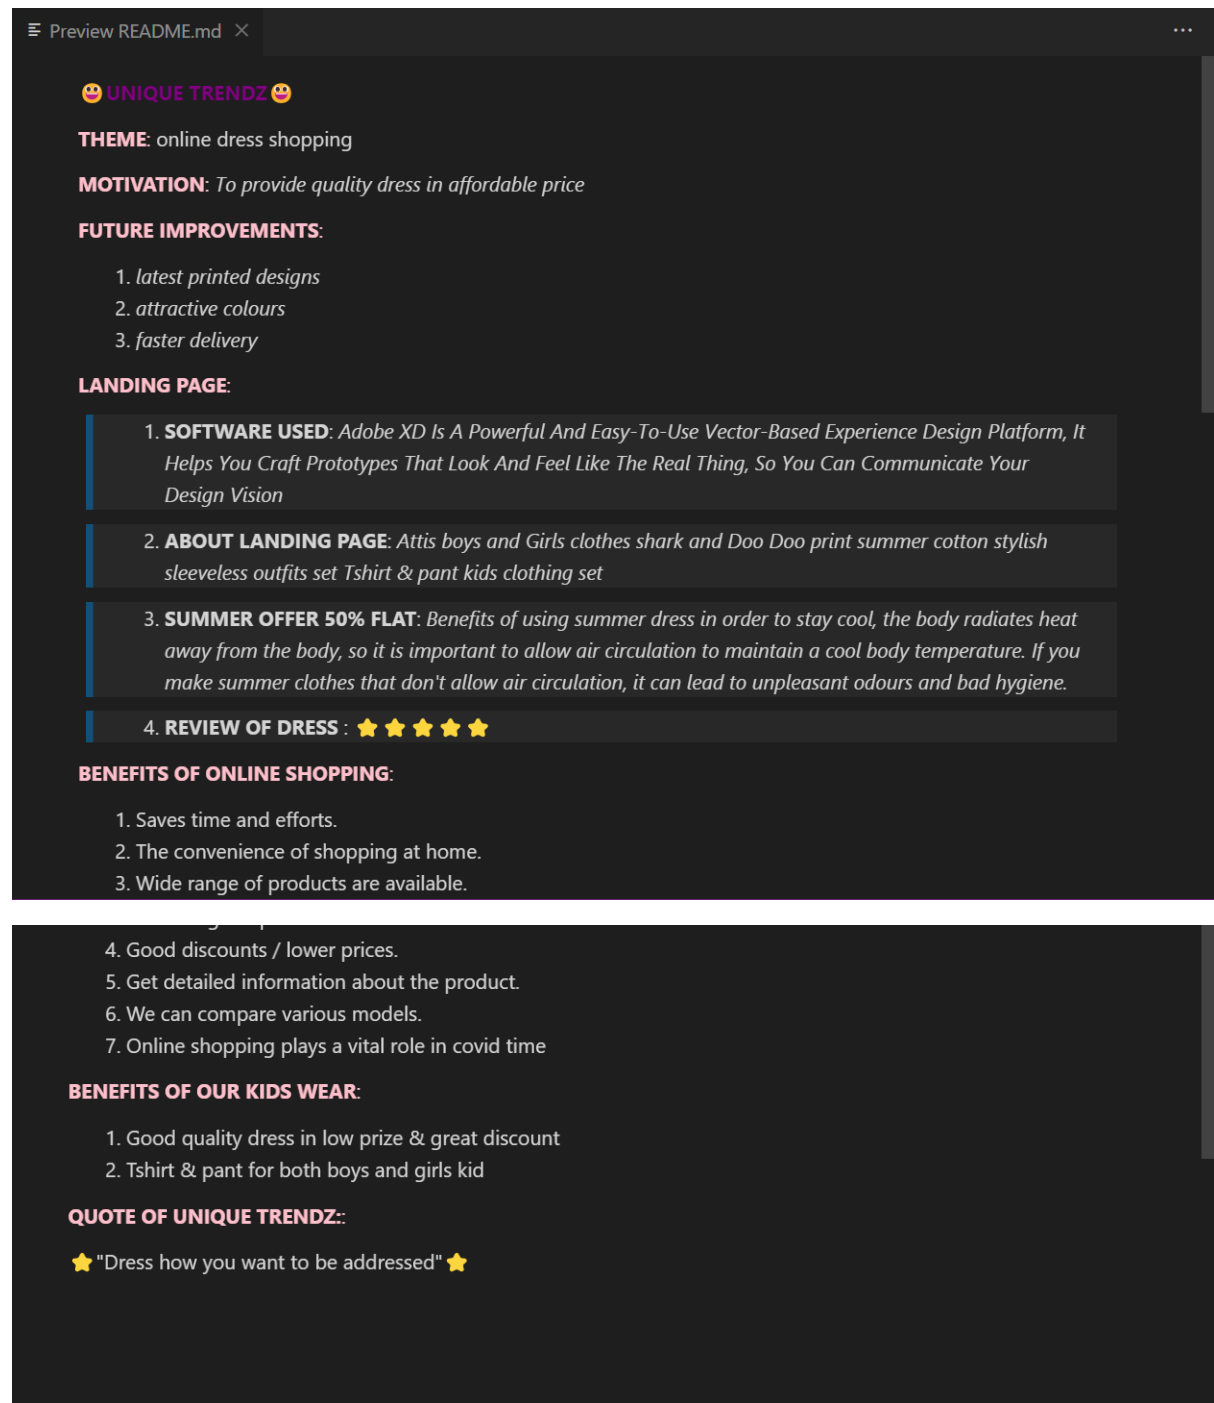 Preview README.md
UNIQUE TRENDZ
THEME: online dress shopping
MOTIVATION: To provide quality dress in affordable price
FUTURE IMPROVEMENTS:
1. latest printed designs
2. attractive colours
3. faster delivery
LANDING PAGE:
1. SOFTWARE USED: Adobe XD Is A Powerful And Easy-To-Use Vector-Based Experience Design Platform, It
Helps You Craft Prototypes That Look And Feel Like The Real Thing, So You Can Communicate Your
Design Vision
2. ABOUT LANDING PAGE: Attis boys and Girls clothes shark and Doo Doo print summer cotton stylish
sleeveless outfits set Tshirt & pant kids clothing set
3. SUMMER OFFER 50% FLAT: Benefits of using summer dress in order to stay cool, the body radiates heat
away from the body, so it is important to allow air circulation to maintain a cool body temperature. If you
make summer clothes that don't allow air circulation, it can lead to unpleasant odours and bad hygiene.
4. REVIEW OF DRESS : ⭐⭐⭐⭐⭐
BENEFITS OF ONLINE SHOPPING:
1. Saves time and efforts.
2. The convenience of shopping at home.
3. Wide range of products are available.
4. Good discounts / lower prices.
5. Get detailed information about the product.
6. We can compare various models.
7. Online shopping plays a vital role in covid time
BENEFITS OF OUR KIDS WEAR:
1. Good quality dress in low prize & great discount
2. Tshirt & pant for both boys and girls kid
QUOTE OF UNIQUE TRENDZ::
⭐"Dress how you want to be addressed"⭐